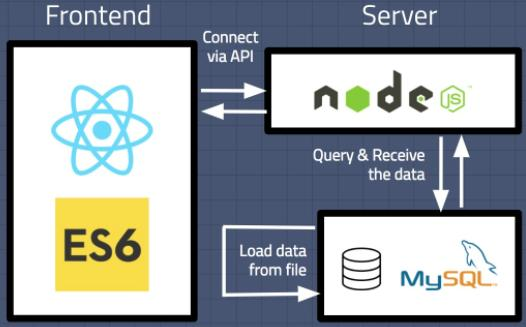 Frontend
Server
Connect
via API
node
JS
ES6
Query & Receive
the data
Load data
from file
MySQL